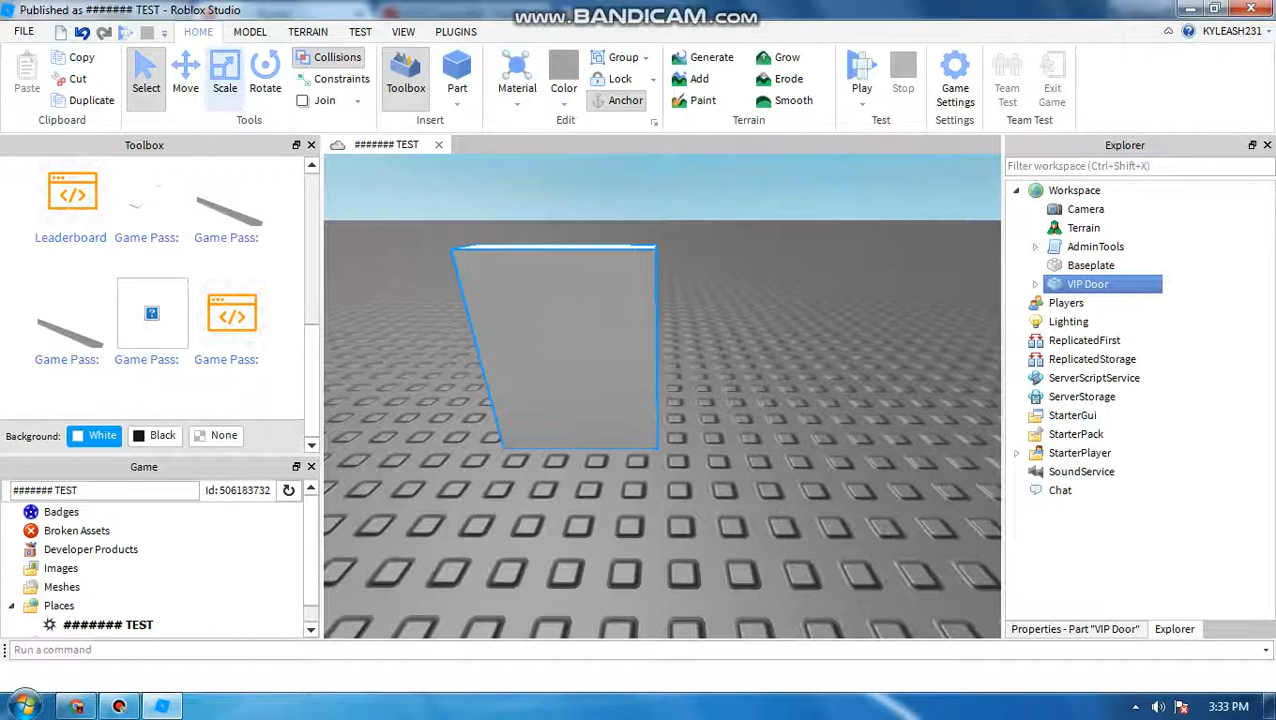 Published as ####### TEST - Roblox Studio
www.BANDICAM.com
FILE HOME MODEL TERRAIN TEST VIEW PLUGINS KYLEASH231
Paste Copy Cut Duplicate
Select Move Scale Rotate
Collisions Constraints Join
Toolbox Part
Material Color
Group Lock Anchor
Generate Add Paint Grow Erode Smooth
Play Stop
Game Settings
Team Test Exit Game
Clipboard Tools Insert Edit Terrain Test Settings Team Test
Toolbox
Leaderboard Game Pass: Game Pass:
Game Pass: Game Pass: Game Pass:
Background: White Black None
Game
####### TEST Id: 506183732
Badges
Broken Assets
Developer Products
Images
Meshes
Places
####### TEST
####### TEST
Explorer
Filter workspace (Ctrl+Shift+X)
Workspace
Camera
Terrain
AdminTools
Baseplate
VIP Door
Players
Lighting
ReplicatedFirst
ReplicatedStorage
ServerScriptService
ServerStorage
StarterGui
StarterPack
StarterPlayer
SoundService
Chat
Properties - Part "VIP Door" Explorer
Run a command
3:33 PM